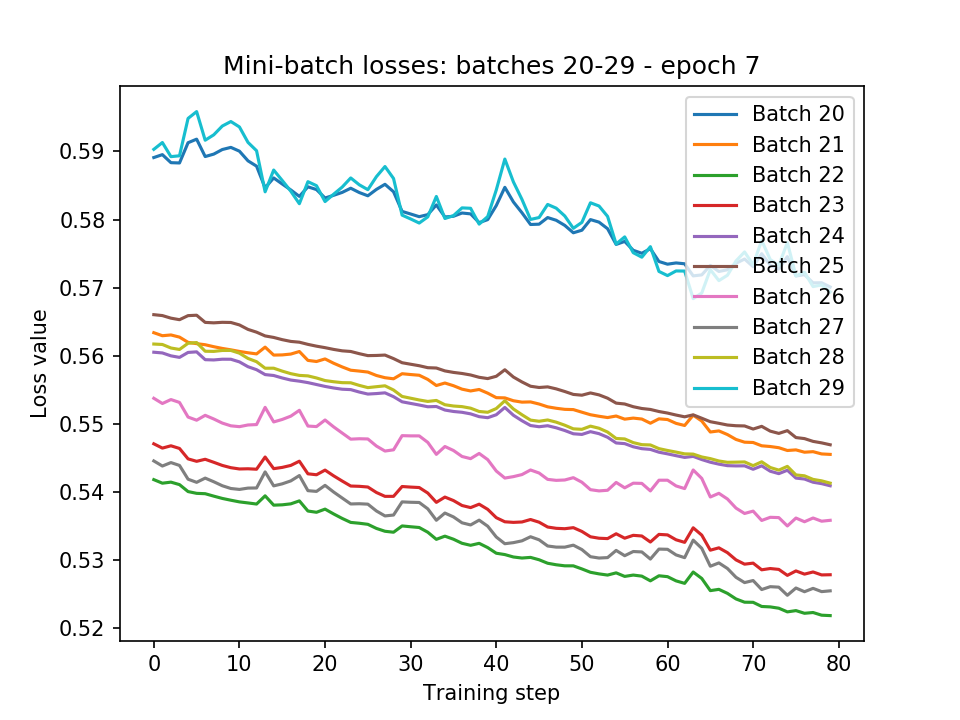 Mini-batch losses: batches 20-29 - epoch 7
Loss value
0.59
0.58
0.57
0.56
0.55
0.54
0.53
0.52
Batch 20
Batch 21
Batch 22
Batch 23
Batch 24
Batch 25
Batch 26
Batch 27
Batch 28
Batch 29
0 10 20 30 40 50 60 70 80
Training step